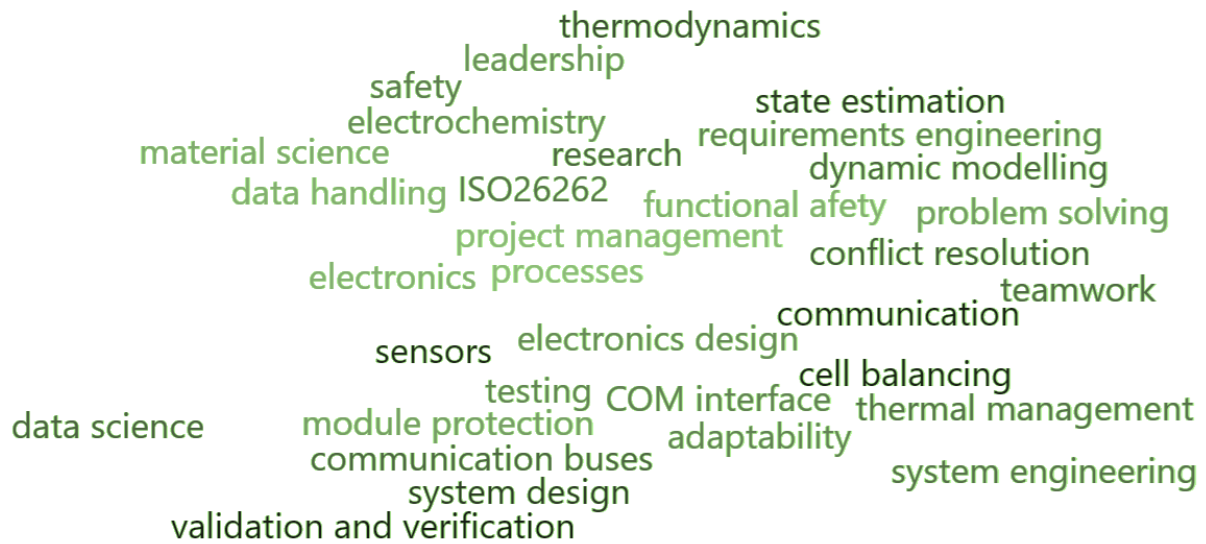 thermodynamics
leadership
safety
state estimation
electrochemistry
requirements engineering
material science
research
dynamic modelling
data handling
ISO26262
functional afety
problem solving
project management
conflict resolution
electronics
processes
teamwork
communication
electronics design
sensors
cell balancing
testing
COM interface
thermal management
data science
module protection
adaptability
communication buses
system engineering
system design
validation and verification